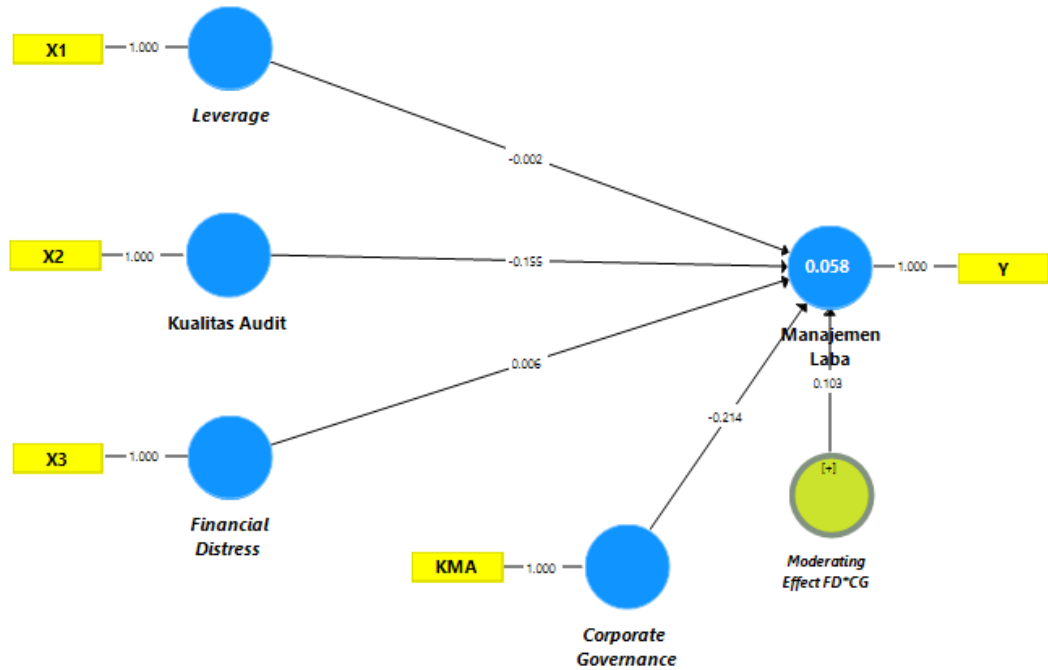 X1
1.000
Leverage
-0.002
X2
1.000
Kualitas Audit
-0.155
0.058
1.000
Y
Manajemen
Laba
0.006
0.103
X3
1.000
Financial
Distress
-0.214
[+]
KMA
1.000
Moderating
Effect FD*CG
Corporate
Governance